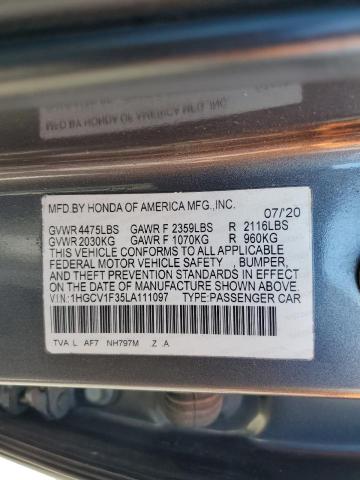 MFD.BY HONDA OF AMERICA MFG.,INC.
07/'20
GVWR 4475LBS GAWR F 2359LBS R 2116LBS
GVWR 2030KG GAWR F 1070KG R 960KG
THIS VEHICLE CONFORMS TO ALL APPLICABLE
FEDERAL MOTOR VEHICLE SAFETY , BUMPER,
AND THEFT PREVENTION STANDARDS IN EFFECT
ON THE DATE OF MANUFACTURE SHOWN ABOVE.
VIN:1HGCV1F35LA111097 TYPE:PASSENGER CAR
TVA L AF7 NH797M .Z .A